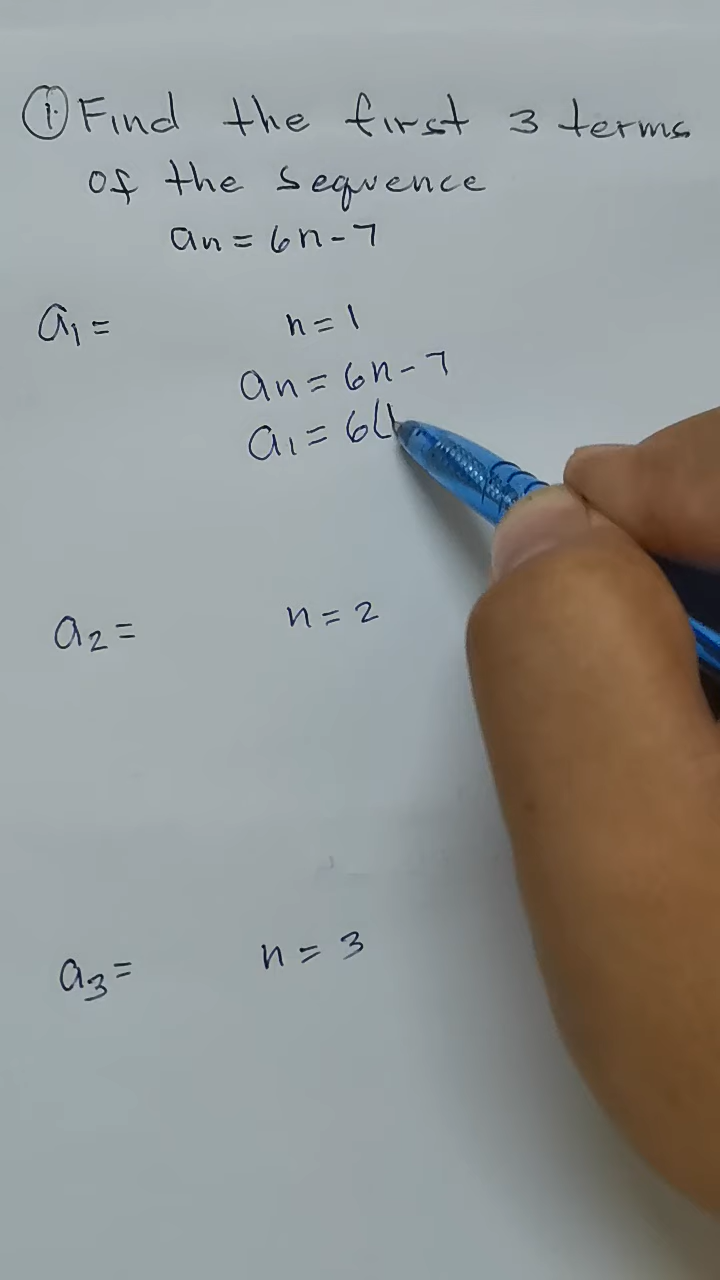 ① Find the first 3 terms
of the sequence
an = 6n - 7
a₁ = n = 1
an = 6n - 7
a₁ = 6(1
a₂ = n = 2
a₃ = n = 3